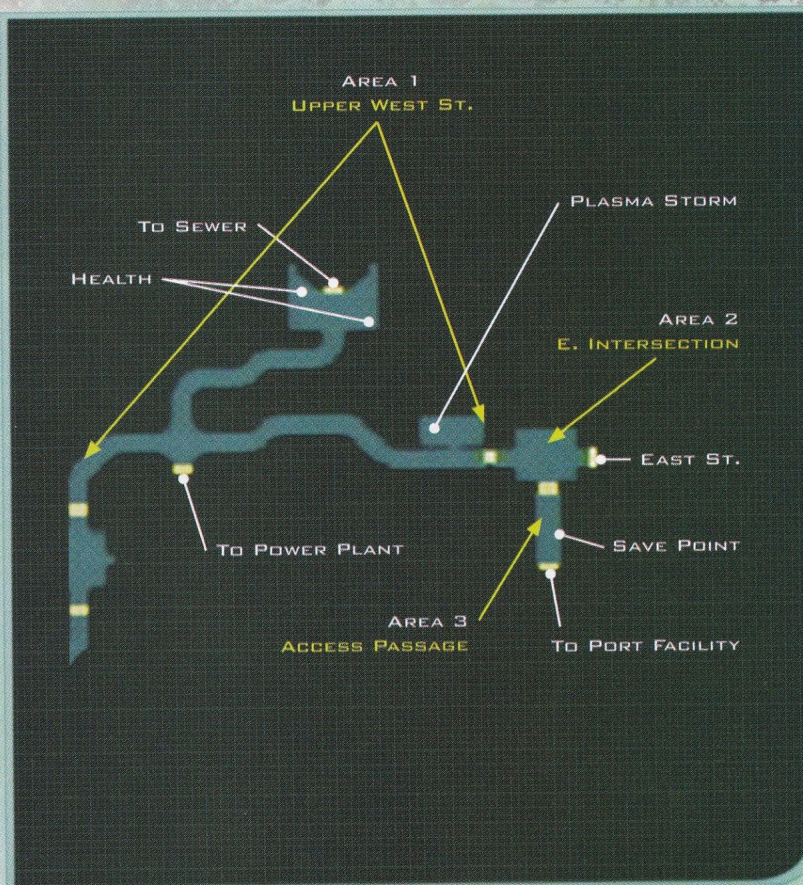 Area 1
Upper West St.
Plasma Storm
To Sewer
Health
Area 2
E. Intersection
East St.
To Power Plant
Save Point
Area 3
Access Passage
To Port Facility